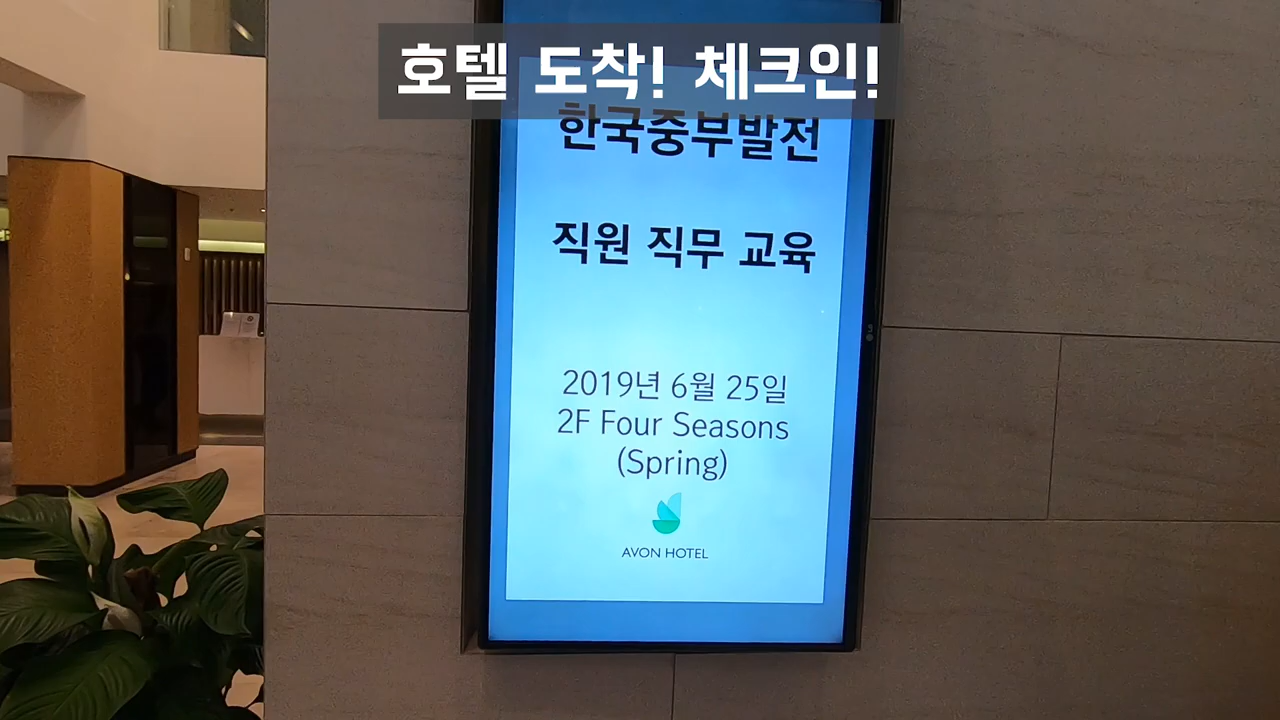 호텔 도착! 체크인!
한국중부발전
직원 직무 교육
2019년 6월 25일
2F Four Seasons
(Spring)
AVON HOTEL